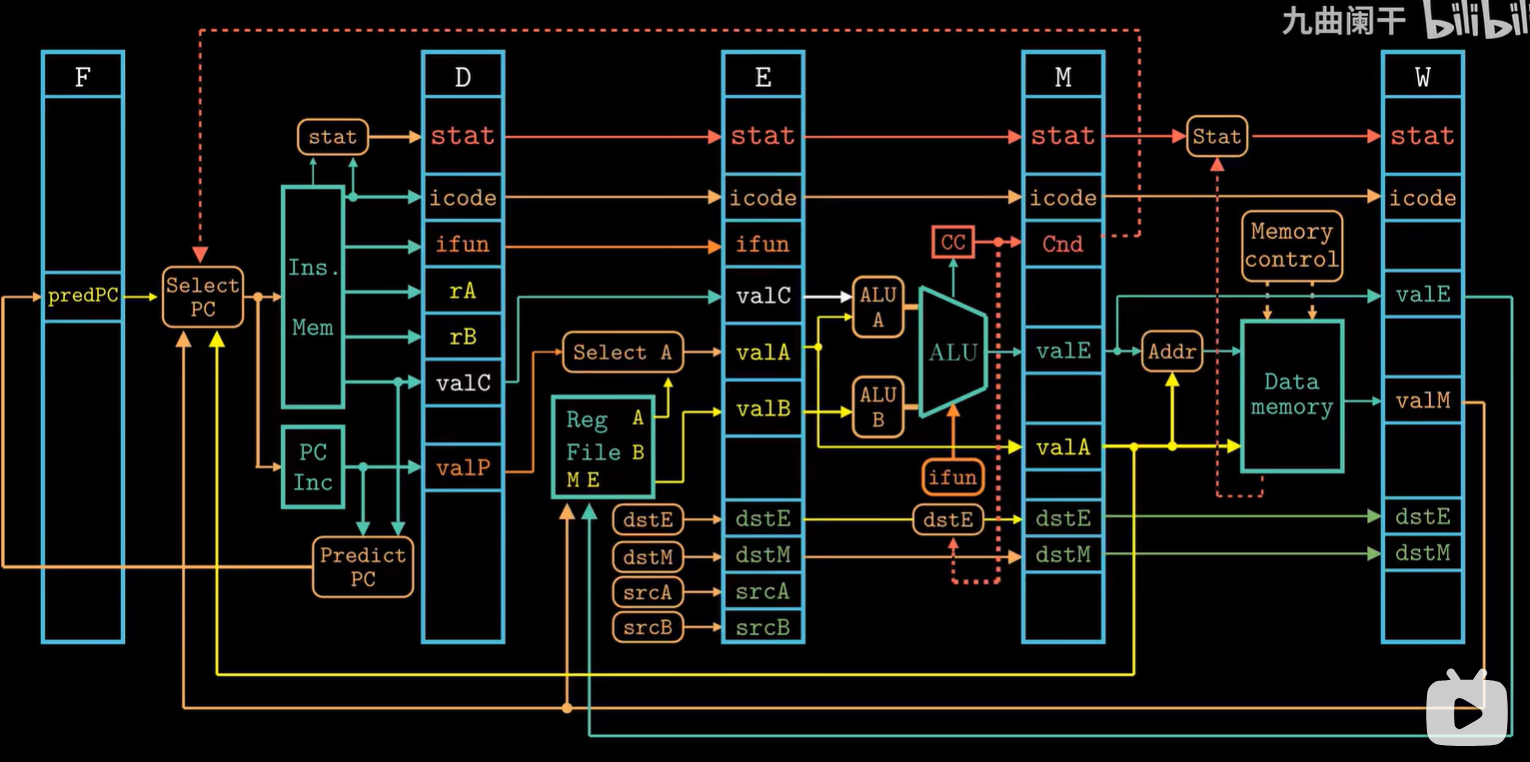 九曲阑干 bilibili
F
D
E
M
W
stat
stat
stat
stat
Stat
stat
icode
icode
icode
icode
Ins.
Mem
ifun
ifun
CC
Cnd
Memory
control
predPC
Select
PC
rA
valC
ALU
A
valE
rB
Select A
valA
ALU
valE
Addr
Data
memory
valC
Reg
File
A
B
M E
valB
ALU
B
valM
PC
Inc
valP
valA
ifun
dstE
dstE
dstE
dstE
dstE
Predict
PC
dstM
dstM
dstM
dstM
srcA
srcA
srcB
srcB